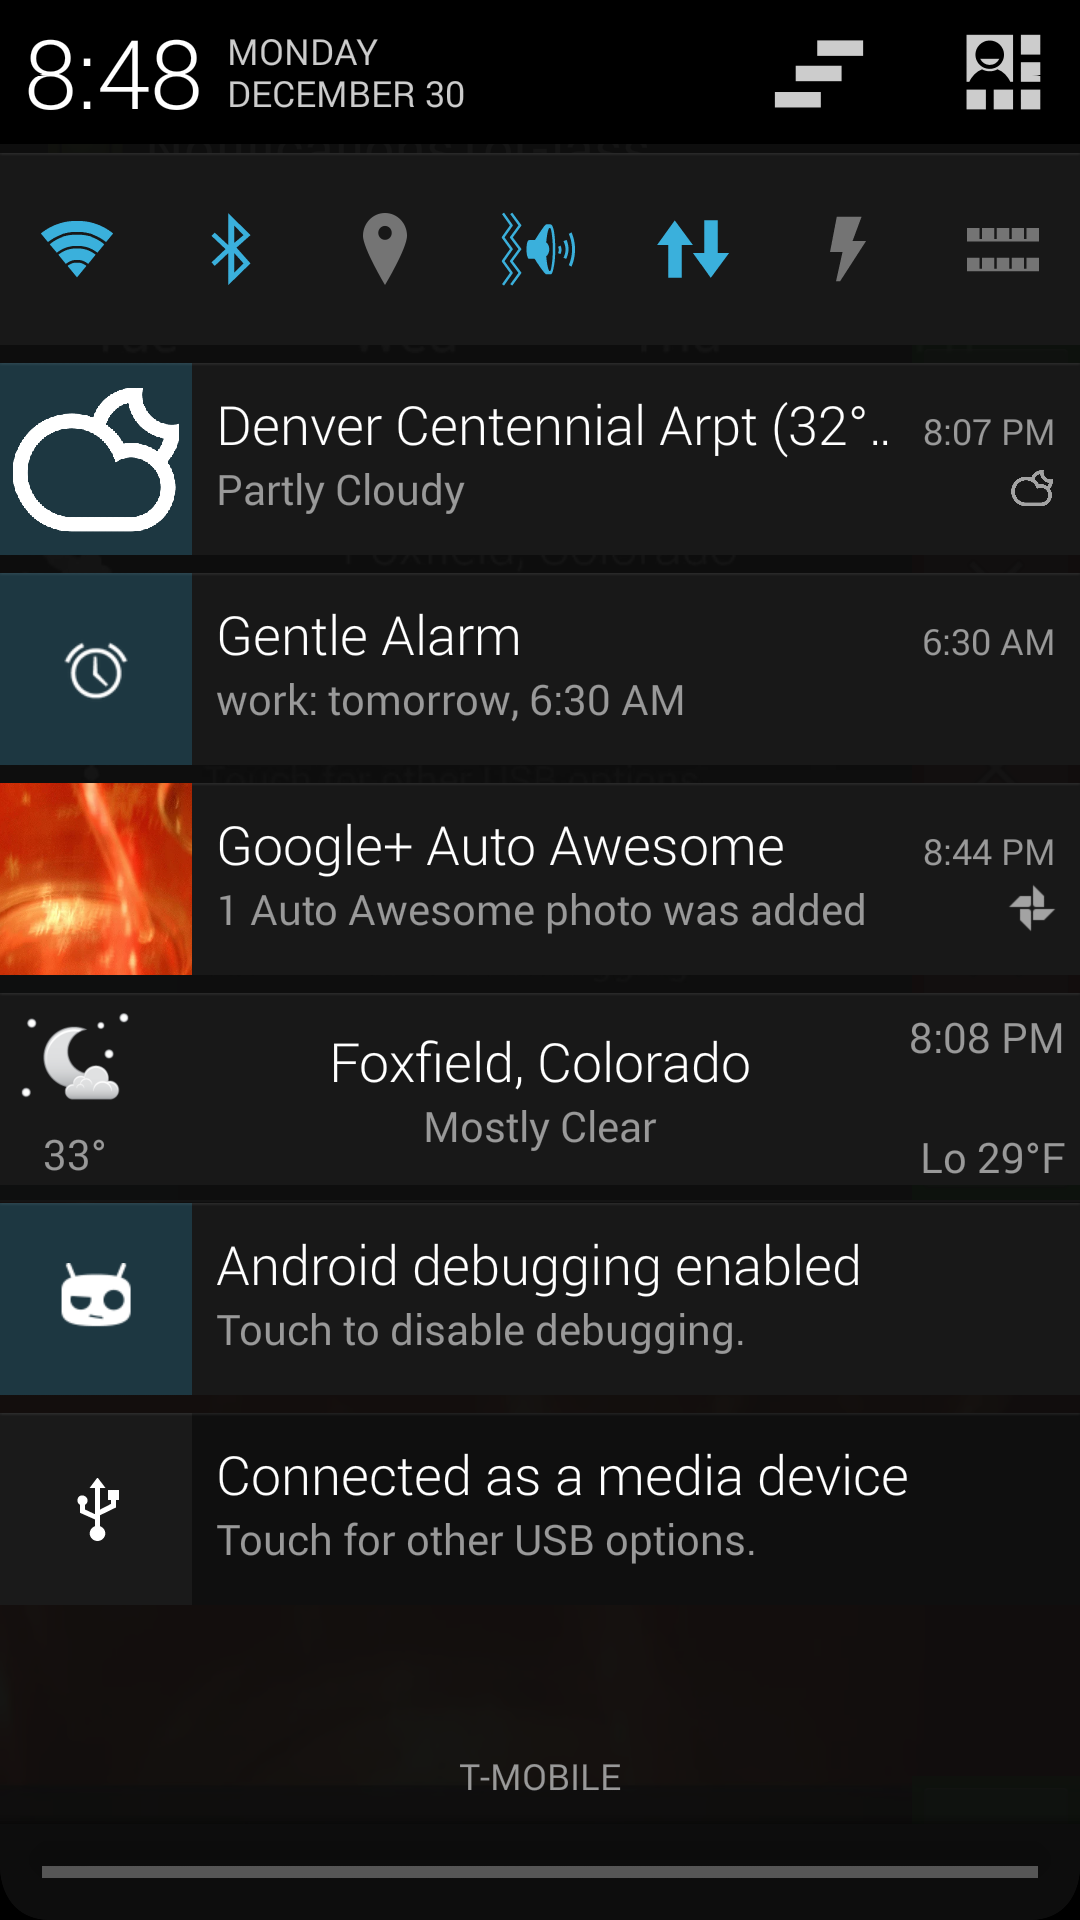 8:48
MONDAY
DECEMBER 30
Denver Centennial Arpt (32°..
8:07 PM
Partly Cloudy
Gentle Alarm
6:30 AM
work: tomorrow, 6:30 AM
Google+ Auto Awesome
8:44 PM
1 Auto Awesome photo was added
Foxfield, Colorado
8:08 PM
Mostly Clear
33°
Lo 29°F
Android debugging enabled
Touch to disable debugging.
Connected as a media device
Touch for other USB options.
T-MOBILE